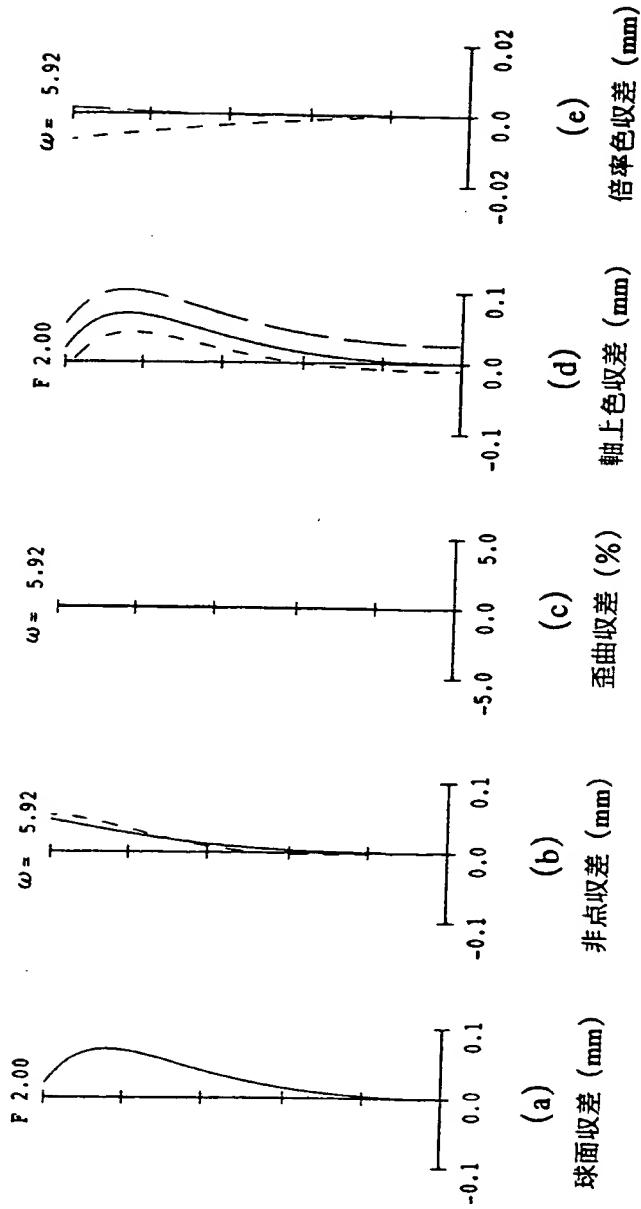 F 2.00
-0.1 0.0 0.1
(a)
球面収差 (mm)
ω= 5.92
-0.1 0.0 0.1
(b)
非点収差 (mm)
ω= 5.92
-5.0 0.0 5.0
(c)
歪曲収差 (%)
F 2.00
-0.1 0.0 0.1
(d)
軸上色収差 (mm)
ω= 5.92
-0.02 0.0 0.02
(e)
倍率色収差 (mm)